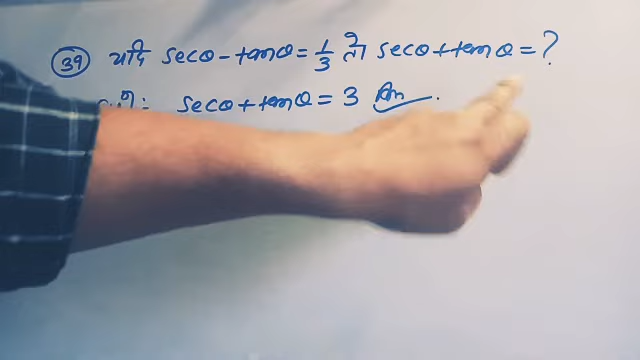 (39) यदि secθ - tanθ = 1/3 तो secθ + tanθ = ?
secθ + tanθ = 3 Ans